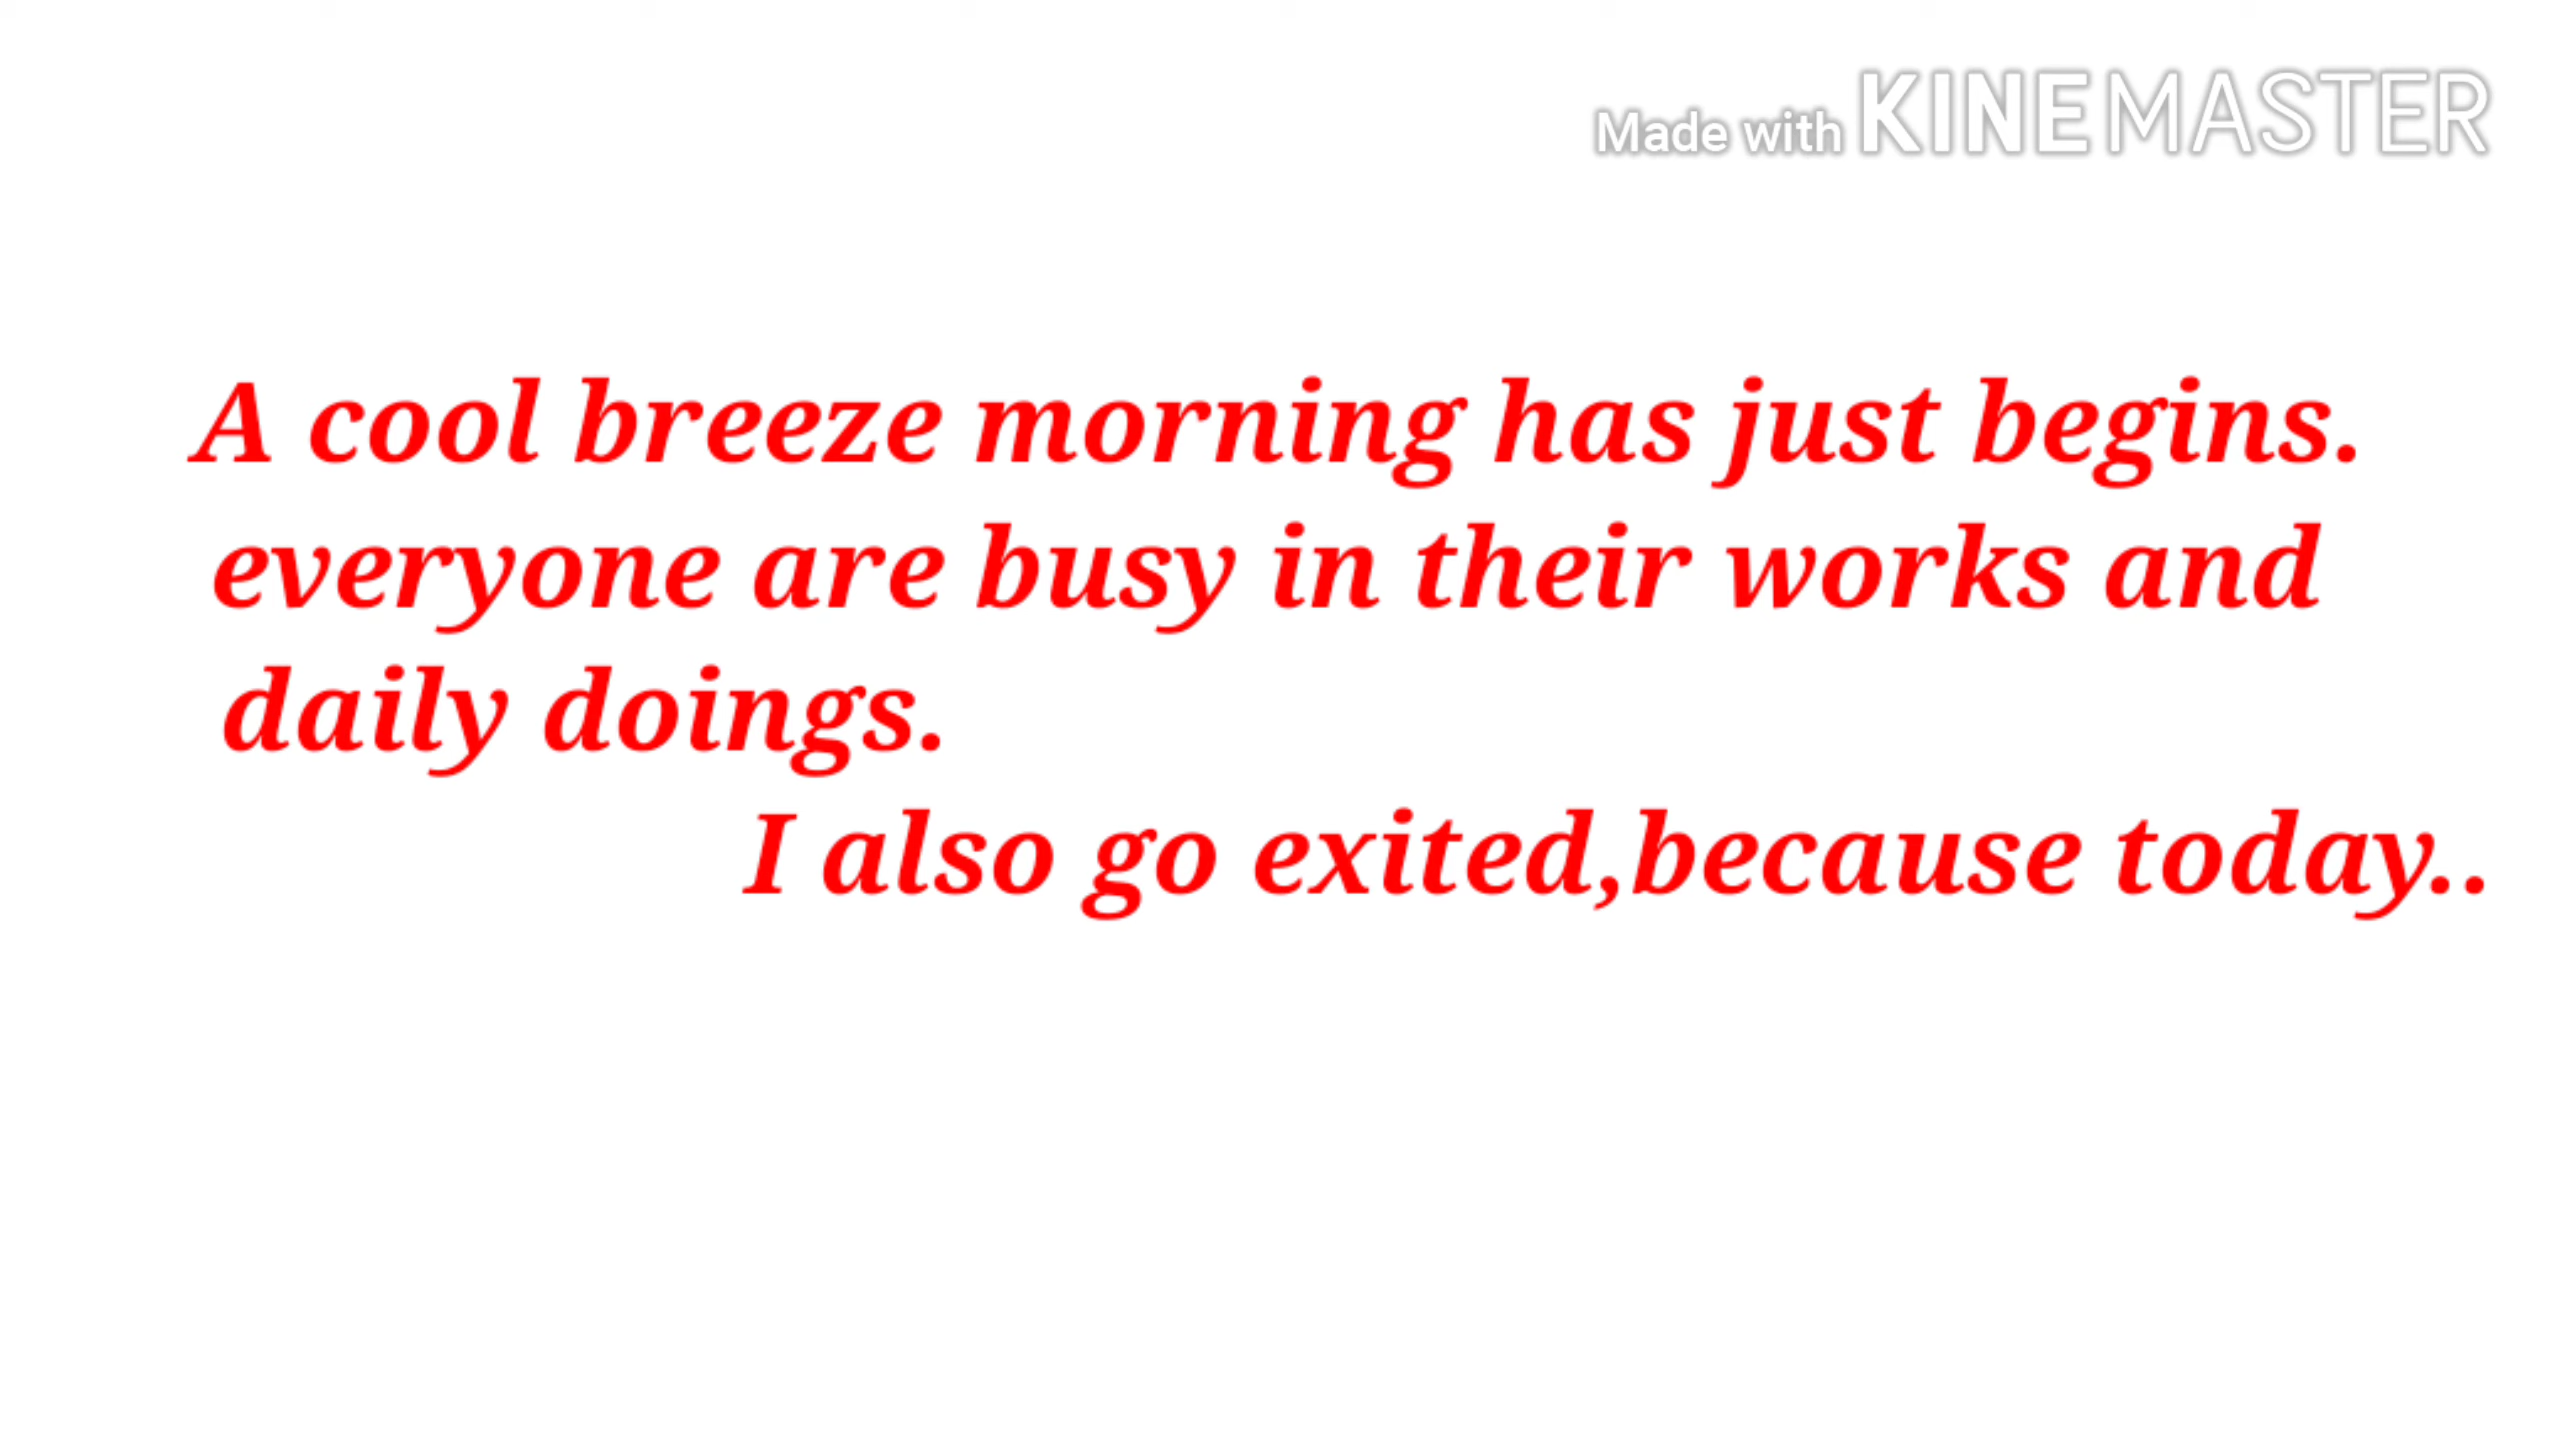 Made with KINEMASTER
A cool breeze morning has just begins.
everyone are busy in their works and
daily doings.
I also go exited,because today..